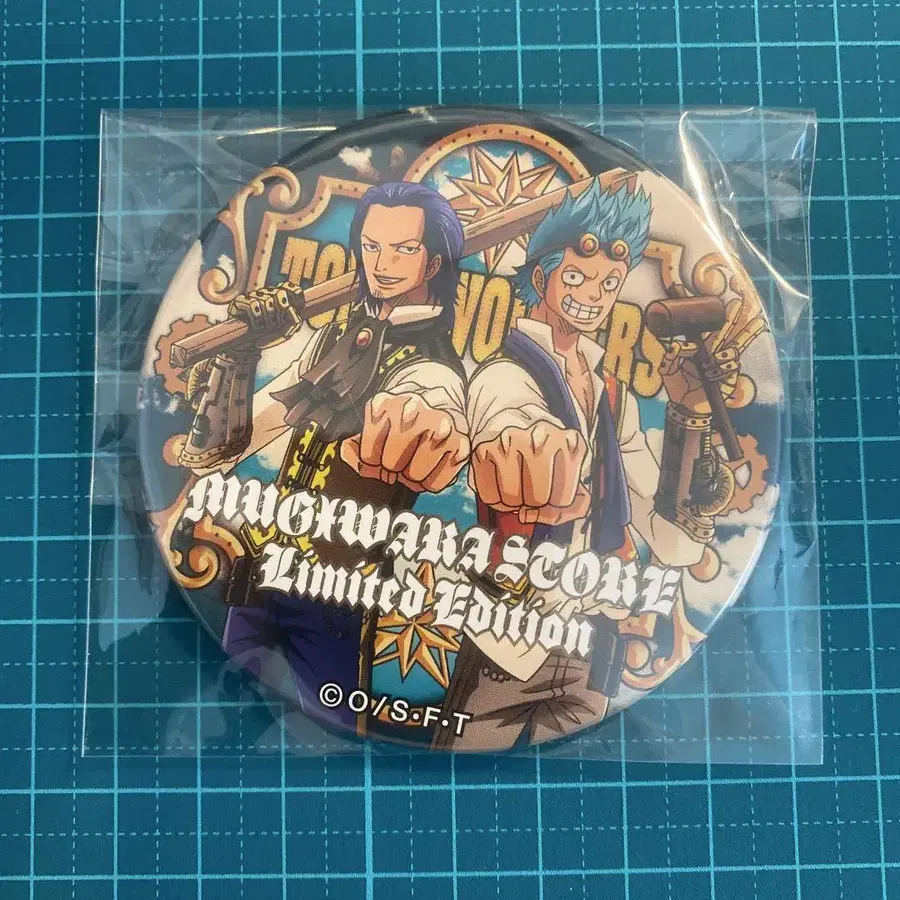 MUGIWARA STORE
Limited Edition
©O/S・F・T